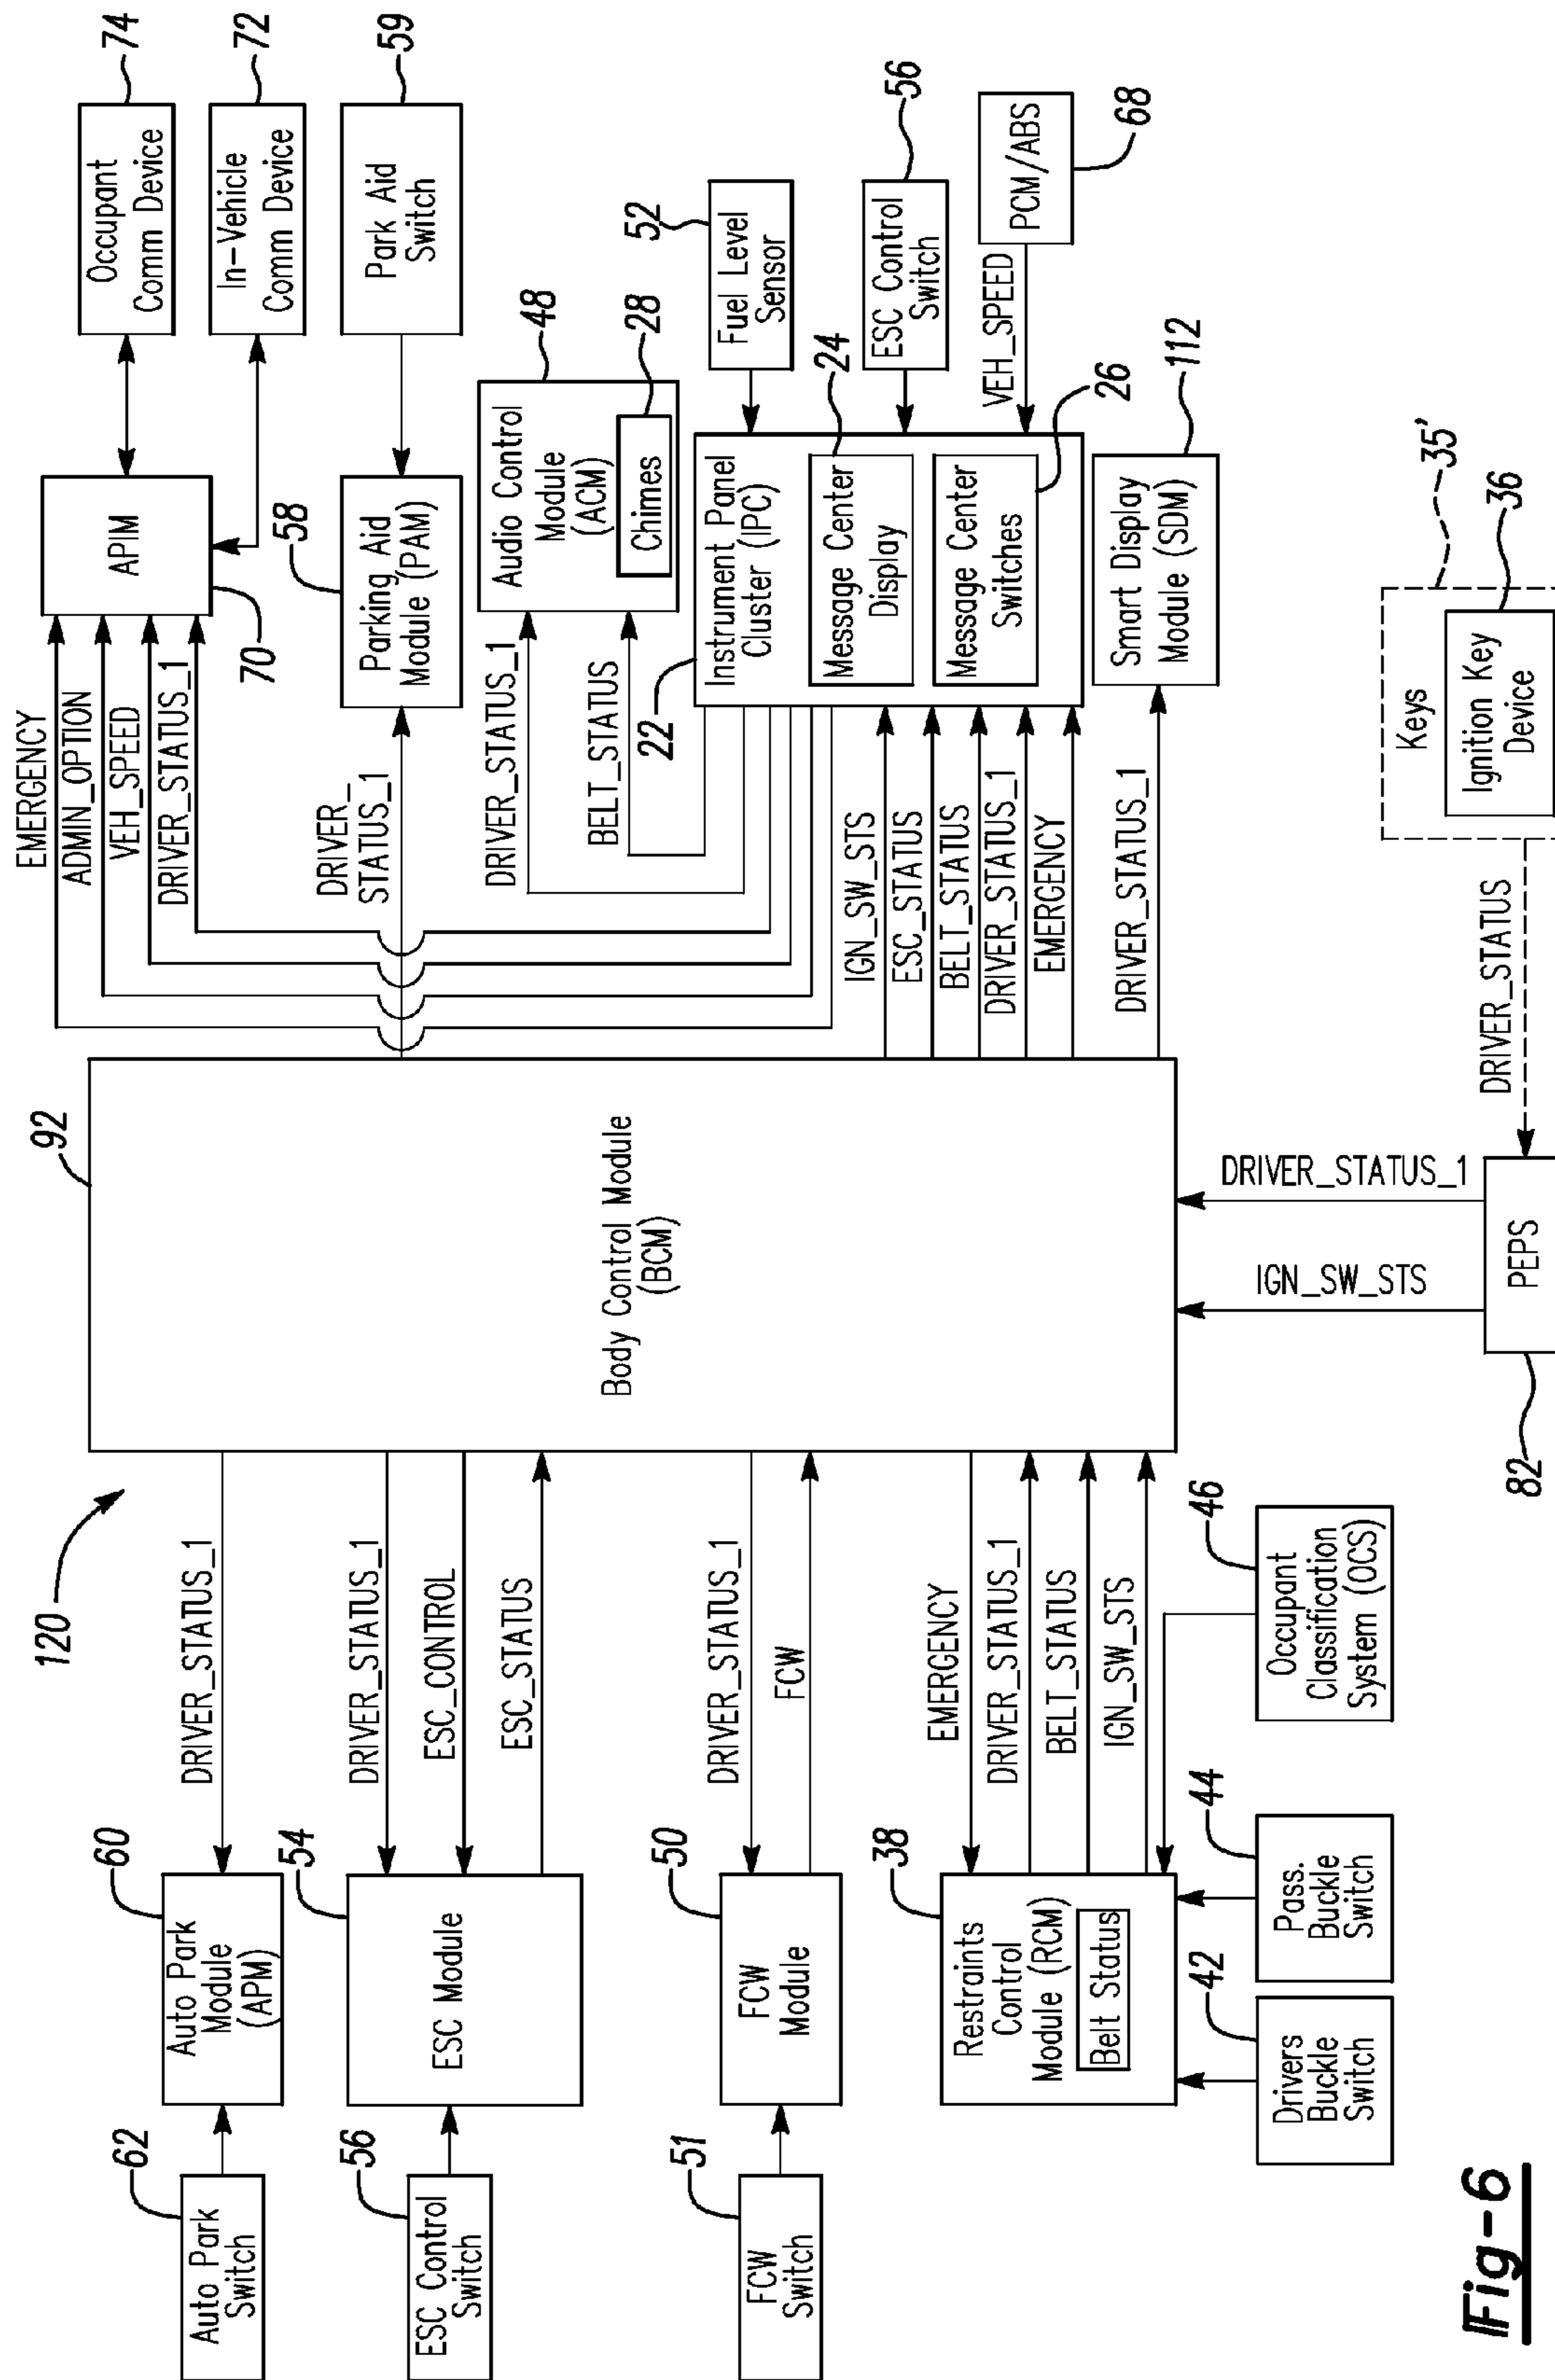 120
92
Body Control Module
(BCM)
62
Auto Park
Switch
60
Auto Park
Module
(APM)
DRIVER_STATUS_1
56
ESC Control
Switch
54
ESC Module
DRIVER_STATUS_1
ESC_CONTROL
ESC_STATUS
51
FCW
Switch
50
FCW
Module
DRIVER_STATUS_1
FCW
38
Restraints
Control
Module (RCM)
Belt Status
EMERGENCY
DRIVER_STATUS_1
BELT_STATUS
IGN_SW_STS
42
Drivers
Buckle
Switch
44
Pass.
Buckle
Switch
46
Occupant
Classification
System (OCS)
EMERGENCY
ADMIN_OPTION
VEH_SPEED
DRIVER_STATUS_1
APIM
70
Occupant
Comm Device
74
In-Vehicle
Comm Device
72
DRIVER_
STATUS_1
58
Parking Aid
Module (PAM)
Park Aid
Switch
59
DRIVER_STATUS_1
BELT_STATUS
Audio Control
Module
(ACM)
48
Chimes
28
22
Instrument Panel
Cluster (IPC)
Message Center
Display
24
Message Center
Switches
26
52
Fuel Level
Sensor
ESC Control
Switch
56
VEH_SPEED
PCM/ABS
68
IGN_SW_STS
ESC_STATUS
BELT_STATUS
DRIVER_STATUS_1
EMERGENCY
DRIVER_STATUS_1
Smart Display
Module (SDM)
112
IGN_SW_STS
DRIVER_STATUS_1
82
PEPS
DRIVER_STATUS
Keys
35'
Ignition Key
Device
36
Fig-6